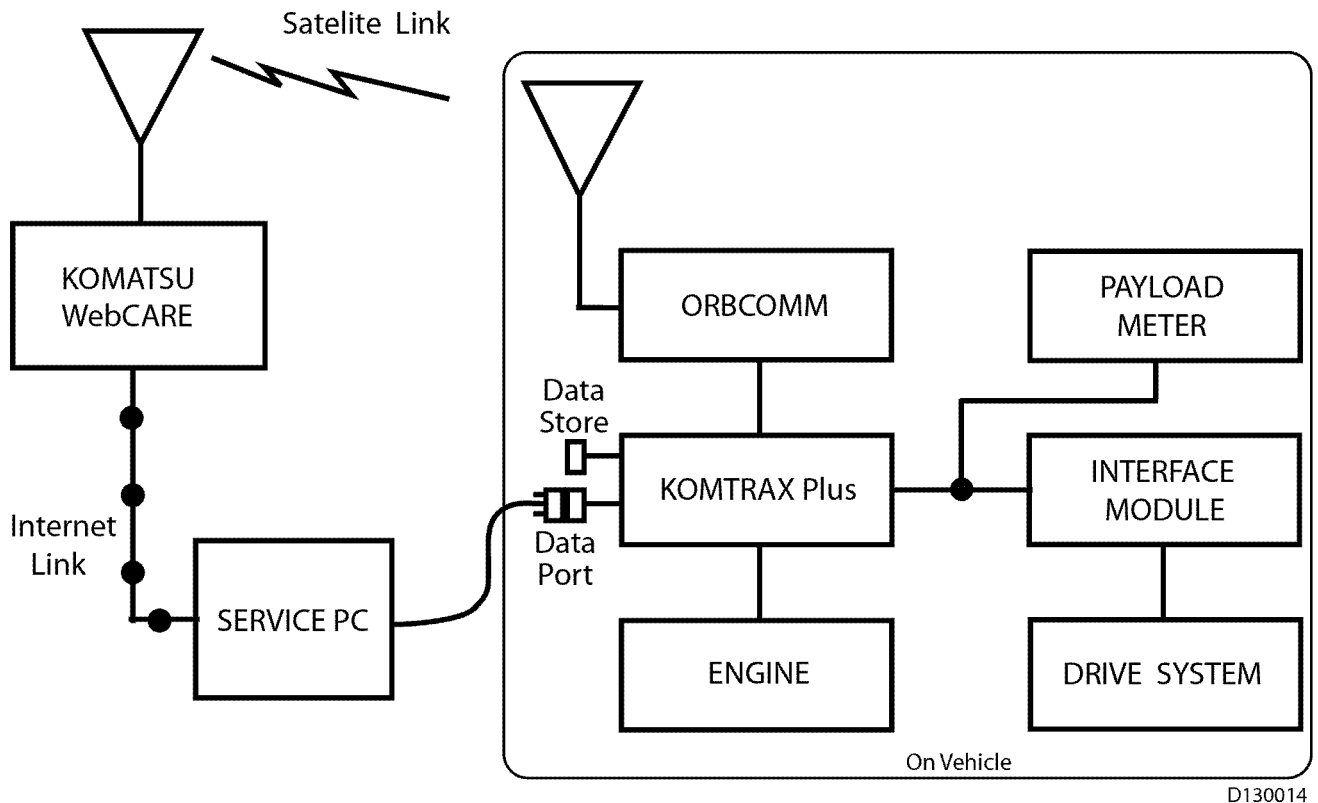 Satelite Link
KOMATSU
WebCARE
ORBCOMM
PAYLOAD
METER
Data
Store
KOMTRAX Plus
INTERFACE
MODULE
Internet
Link
Data
Port
SERVICE PC
ENGINE
DRIVE SYSTEM
On Vehicle
D130014